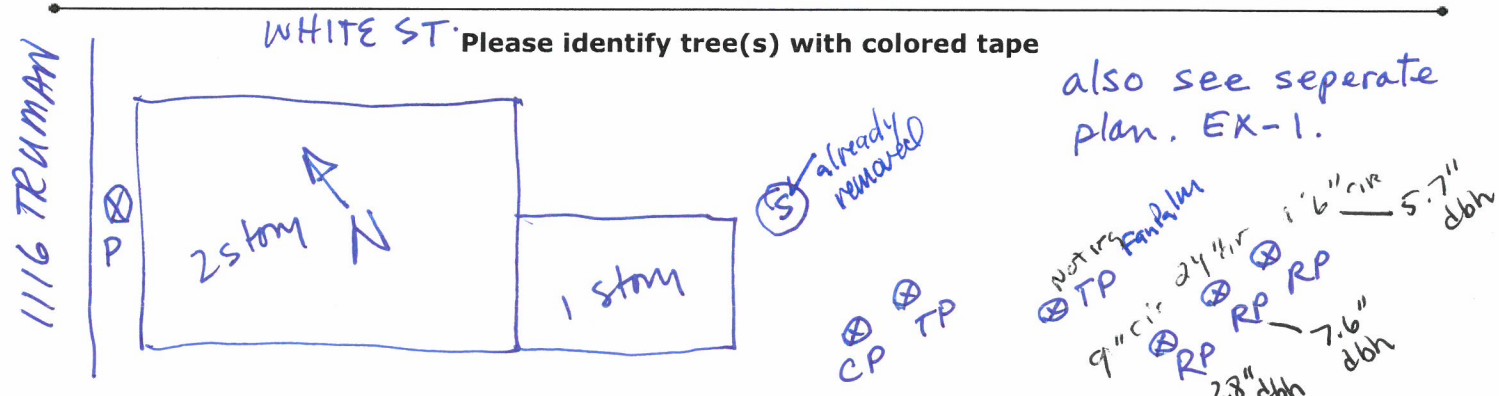 WHITE ST.
Please identify tree(s) with colored tape
1116 TRUMAN
also see seperate
plan. EX-1.
already
removed
S
P
2 story
N
1 story
CP
TP
Fan Palm
TP
24" cir
1'6" cir — 5.7"
dbh
RP
RP — 7.6"
dbh
9" cir
RP
2.8" dbh